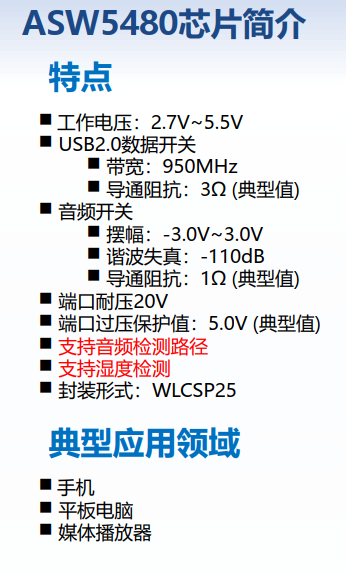 ASW5480芯片简介
特点
■ 工作电压：2.7V~5.5V
■ USB2.0数据开关
■ 带宽：950MHz
■ 导通阻抗：3Ω (典型值)
■ 音频开关
■ 摆幅：-3.0V~3.0V
■ 谐波失真：-110dB
■ 导通阻抗：1Ω (典型值)
■ 端口耐压20V
■ 端口过压保护值：5.0V (典型值)
■ 支持音频检测路径
■ 支持湿度检测
■ 封装形式：WLCSP25
典型应用领域
■ 手机
■ 平板电脑
■ 媒体播放器